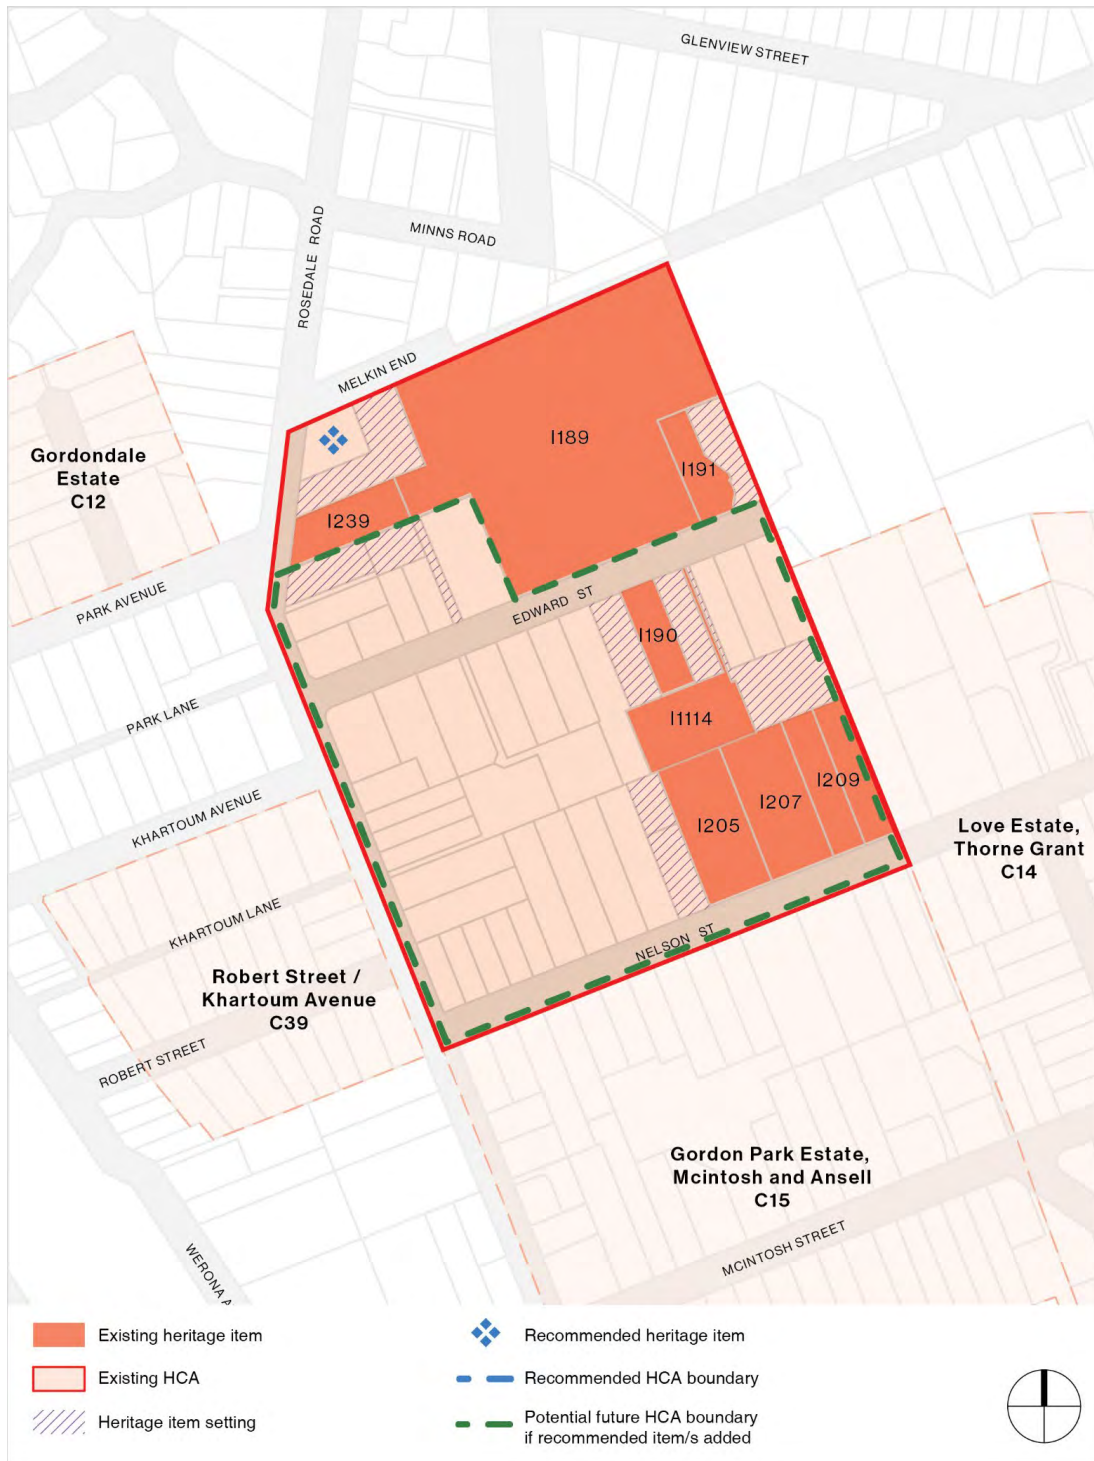 GLENVIEW STREET
MINNS ROAD
ROSEDALE ROAD
MELKIN END
I189
Gordondale
Estate
C12
I191
I239
PARK AVENUE
EDWARD ST
I190
PARK LANE
I1114
I209
I207
I205
KHARTOUM AVENUE
Love Estate,
Thorne Grant
C14
KHARTOUM LANE
NELSON ST
Robert Street /
Khartoum Avenue
C39
ROBERT STREET
Gordon Park Estate,
Mcintosh and Ansell
C15
MCINTOSH STREET
WERONA A
Existing heritage item
Existing HCA
Heritage item setting
Recommended heritage item
Recommended HCA boundary
Potential future HCA boundary
if recommended item/s added